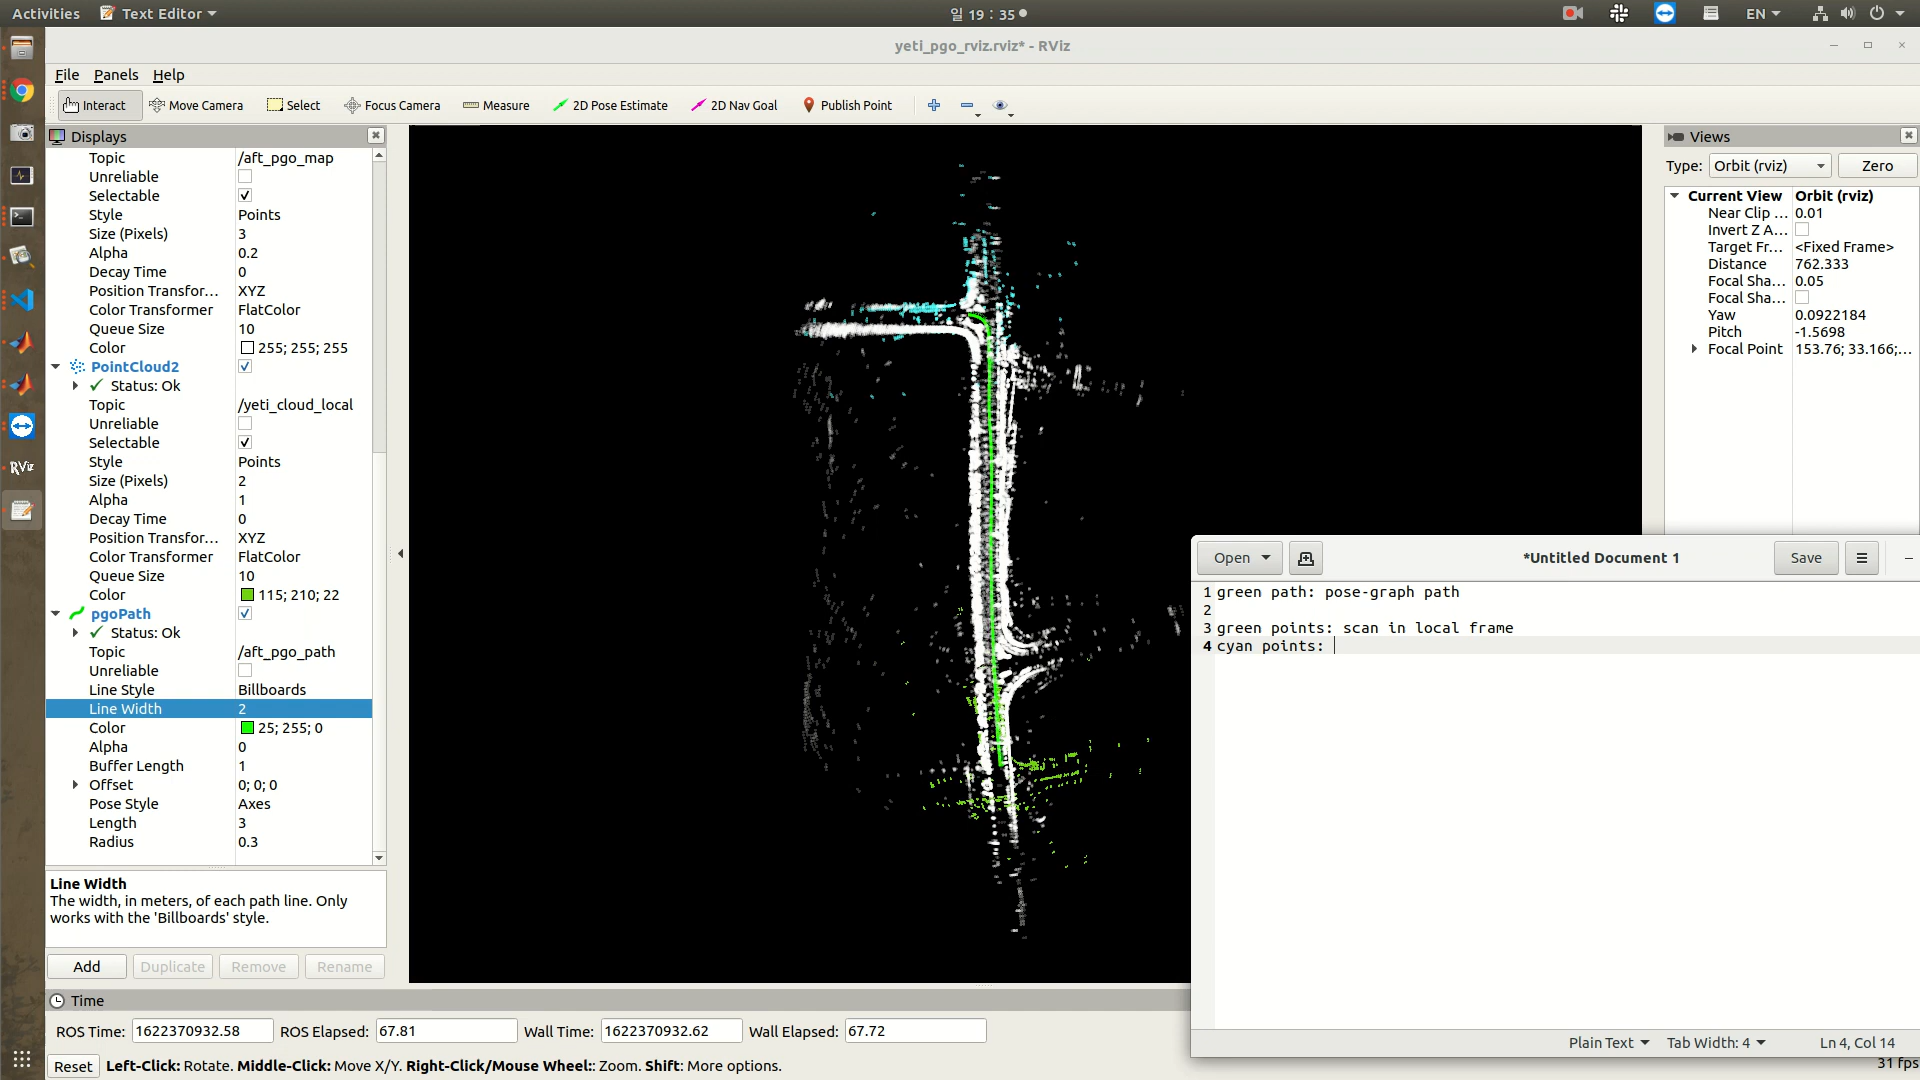 Activities
Text Editor
일 19 : 35
EN
yeti_pgo_rviz.rviz* - RViz
File Panels Help
Interact Move Camera Select Focus Camera Measure 2D Pose Estimate 2D Nav Goal Publish Point
Displays
Topic /aft_pgo_map
Unreliable
Selectable
Style Points
Size (Pixels) 3
Alpha 0.2
Decay Time 0
Position Transfor... XYZ
Color Transformer FlatColor
Queue Size 10
Color 255; 255; 255
PointCloud2
Status: Ok
Topic /yeti_cloud_local
Unreliable
Selectable
Style Points
Size (Pixels) 2
Alpha 1
Decay Time 0
Position Transfor... XYZ
Color Transformer FlatColor
Queue Size 10
Color 115; 210; 22
pgoPath
Status: Ok
Topic /aft_pgo_path
Unreliable
Line Style Billboards
Line Width 2
Color 25; 255; 0
Alpha 0
Buffer Length 1
Offset 0; 0; 0
Pose Style Axes
Length 3
Radius 0.3
Line Width
The width, in meters, of each path line. Only
works with the 'Billboards' style.
Add Duplicate Remove Rename
Views
Type: Orbit (rviz) Zero
Current View Orbit (rviz)
Near Clip ... 0.01
Invert Z A...
Target Fr... <Fixed Frame>
Distance 762.333
Focal Sha... 0.05
Focal Sha...
Yaw 0.0922184
Pitch -1.5698
Focal Point 153.76; 33.166;...
Open *Untitled Document 1 Save
1 green path: pose-graph path
2
3 green points: scan in local frame
4 cyan points:
Plain Text Tab Width: 4 Ln 4, Col 14
Time
ROS Time: 1622370932.58 ROS Elapsed: 67.81 Wall Time: 1622370932.62 Wall Elapsed: 67.72
Reset Left-Click: Rotate. Middle-Click: Move X/Y. Right-Click/Mouse Wheel:: Zoom. Shift: More options.
31 fps
RViz